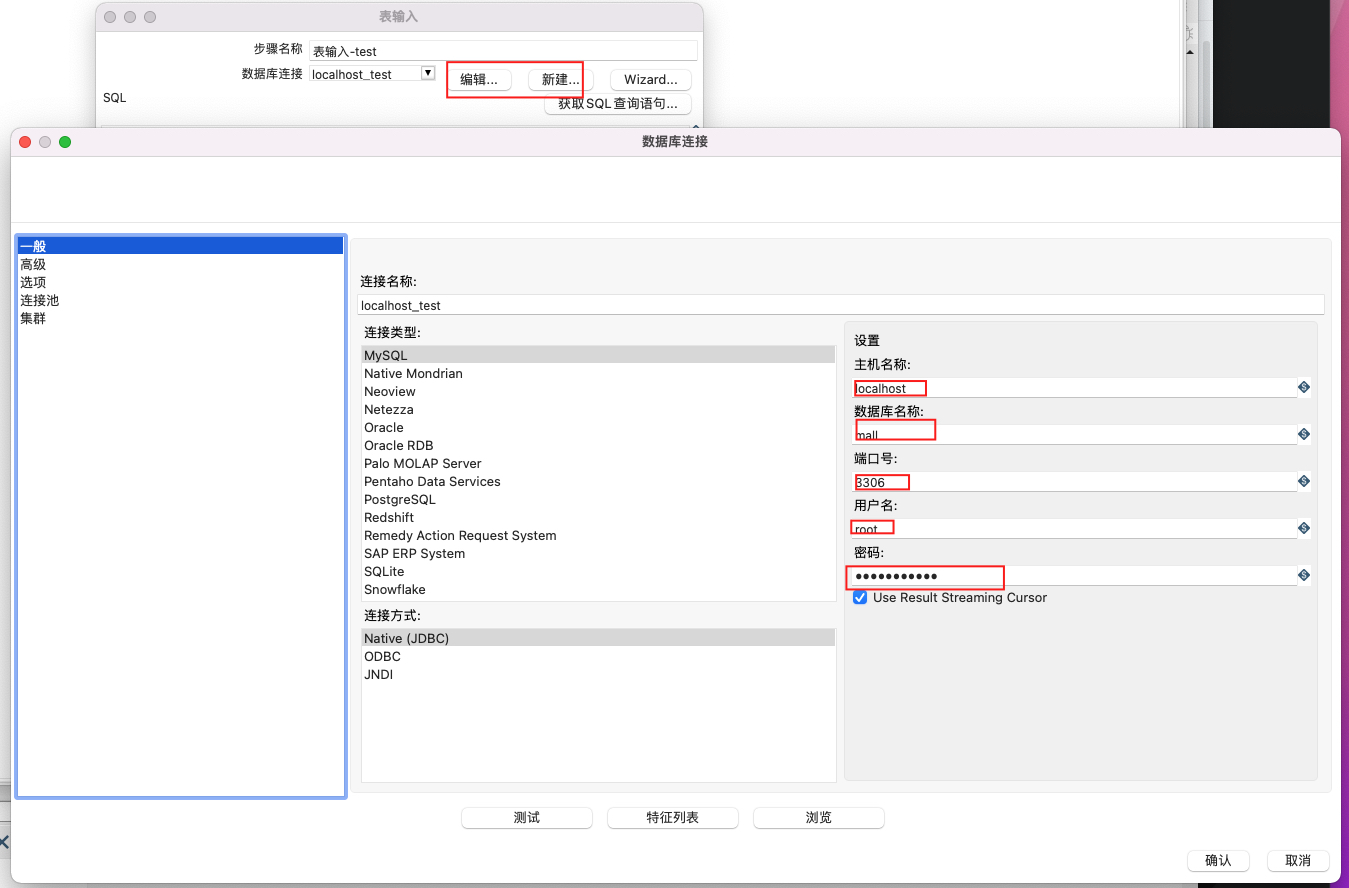 表输入
步骤名称 表输入-test
数据库连接 localhost_test 编辑... 新建... Wizard...
SQL
获取SQL查询语句...
数据库连接
一般
高级
选项
连接池
集群
连接名称:
localhost_test
连接类型:
MySQL
Native Mondrian
Neoview
Netezza
Oracle
Oracle RDB
Palo MOLAP Server
Pentaho Data Services
PostgreSQL
Redshift
Remedy Action Request System
SAP ERP System
SQLite
Snowflake
连接方式:
Native (JDBC)
ODBC
JNDI
设置
主机名称:
localhost
数据库名称:
mall
端口号:
3306
用户名:
root
密码:
●●●●●●●●●●●
Use Result Streaming Cursor
测试 特征列表 浏览
确认 取消